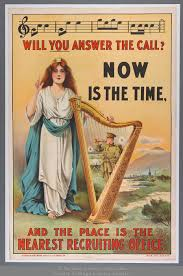 WILL YOU ANSWER THE CALL?
NOW
IS THE TIME,
AND THE PLACE IS THE
NEAREST RECRUITING OFFICE.